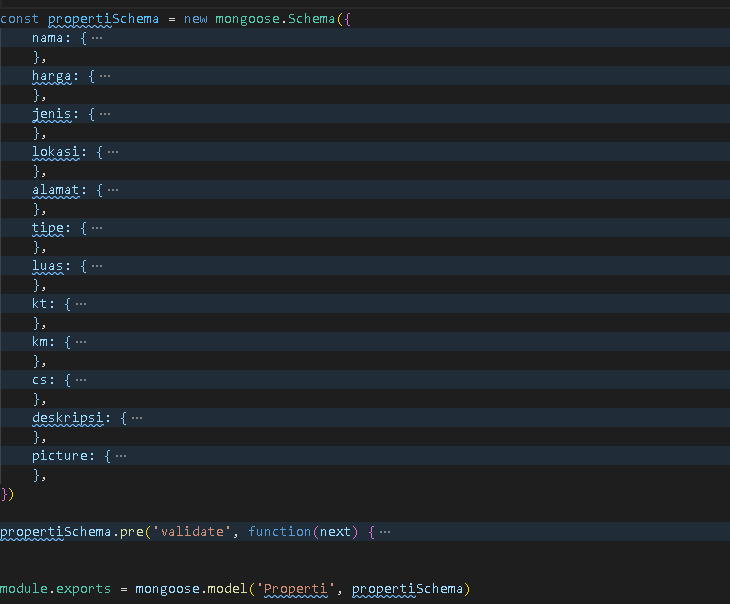 const propertiSchema = new mongoose.Schema({
nama: { ···
},
harga: { ···
},
jenis: { ···
},
lokasi: { ···
},
alamat: { ···
},
tipe: { ···
},
luas: { ···
},
kt: { ···
},
km: { ···
},
cs: { ···
},
deskripsi: { ···
},
picture: { ···
},
})
propertiSchema.pre('validate', function(next) { ···
module.exports = mongoose.model('Properti', propertiSchema)